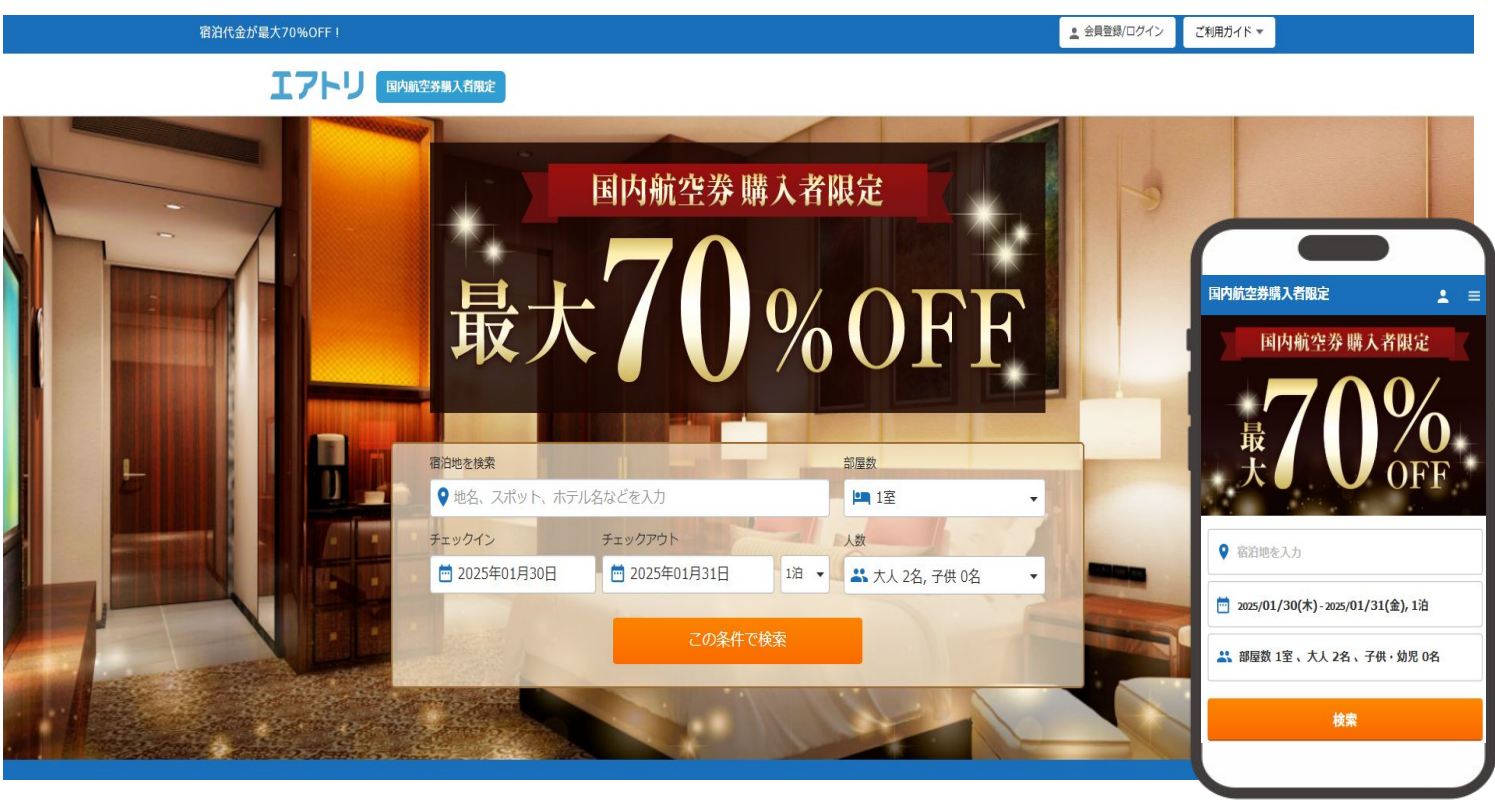 宿泊代金が最大70%OFF！
会員登録/ログイン
ご利用ガイド
エアトリ
国内航空券購入者限定
国内航空券 購入者限定
最大70%OFF
宿泊地を検索
部屋数
地名、スポット、ホテル名などを入力
1室
チェックイン
チェックアウト
人数
2025年01月30日
2025年01月31日
1泊
大人 2名, 子供 0名
この条件で検索
国内航空券購入者限定
国内航空券 購入者限定
最大70%OFF
宿泊地を入力
2025/01/30(木) - 2025/01/31(金), 1泊
部屋数 1室 、大人 2名 、子供・幼児 0名
検索